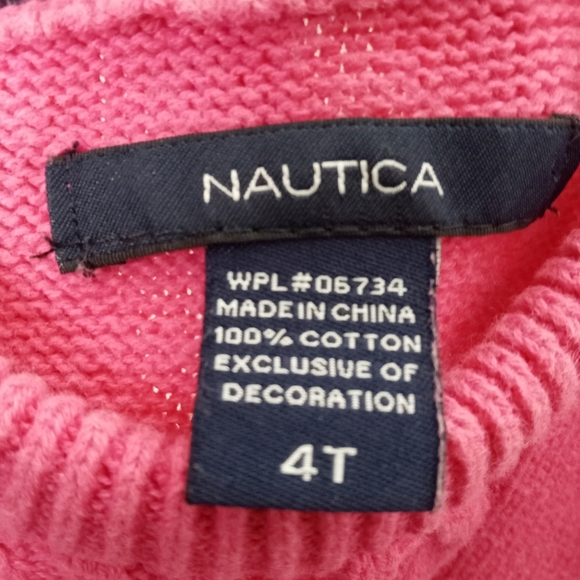 NAUTICA
WPL#06734
MADE IN CHINA
100% COTTON
EXCLUSIVE OF
DECORATION
4T